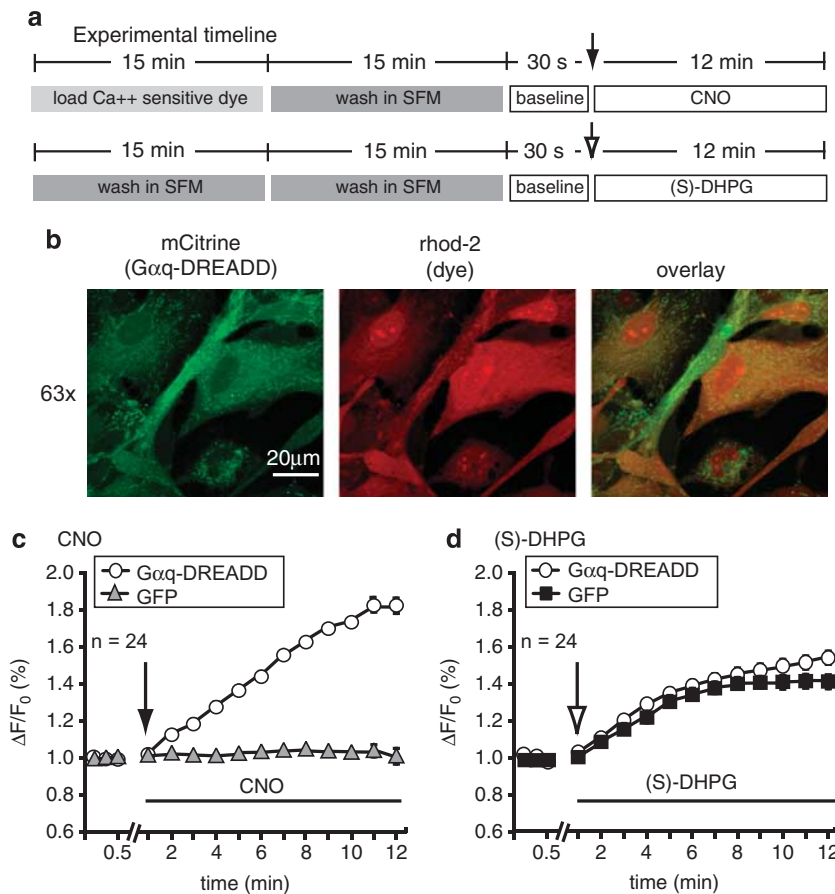 a
Experimental timeline
15 min 15 min 30 s 12 min
load Ca++ sensitive dye wash in SFM baseline CNO
15 min 15 min 30 s 12 min
wash in SFM wash in SFM baseline (S)-DHPG
b
mCitrine rhod-2
(Gαq-DREADD) (dye) overlay
63x
20μm
c CNO
Gαq-DREADD
GFP
n = 24
ΔF/F0 (%)
2.0
1.8
1.6
1.4
1.2
1.0
0.8
0.6
CNO
0.5 2 4 6 8 10 12
time (min)
d (S)-DHPG
Gαq-DREADD
GFP
n = 24
ΔF/F0 (%)
2.0
1.8
1.6
1.4
1.2
1.0
0.8
0.6
(S)-DHPG
0.5 2 4 6 8 10 12
time (min)